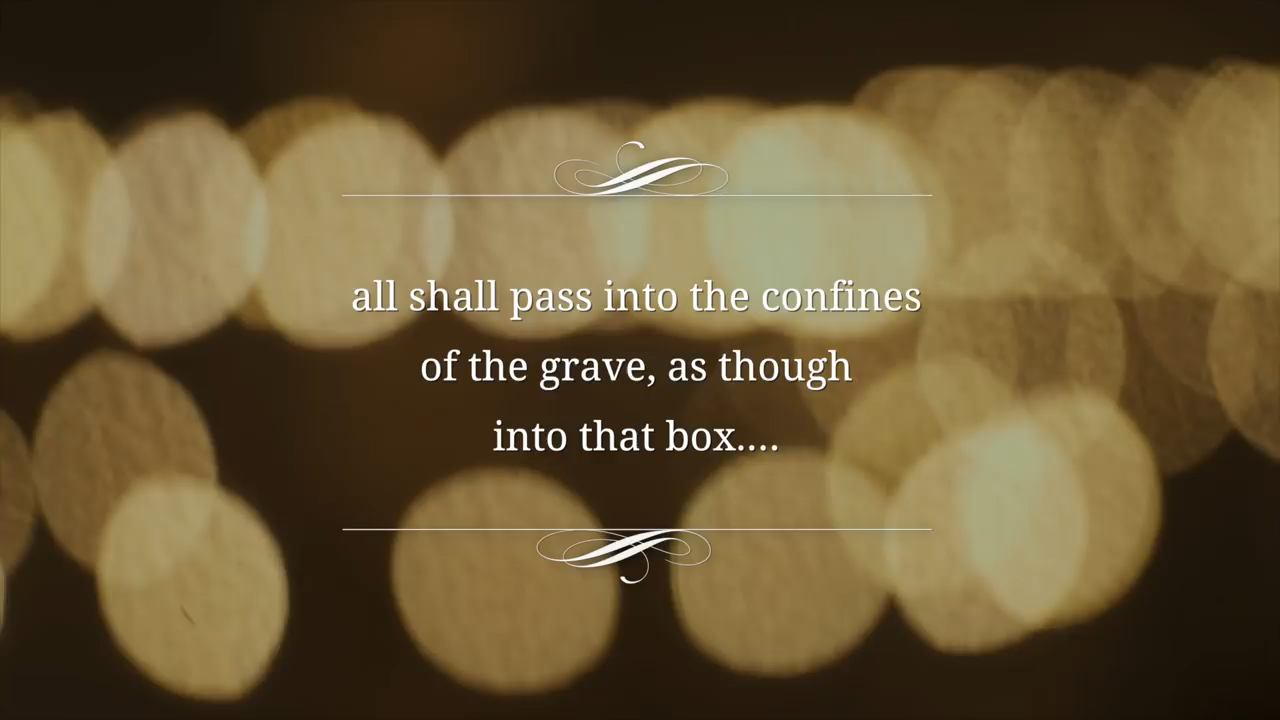 all shall pass into the confines
of the grave, as though
into that box....